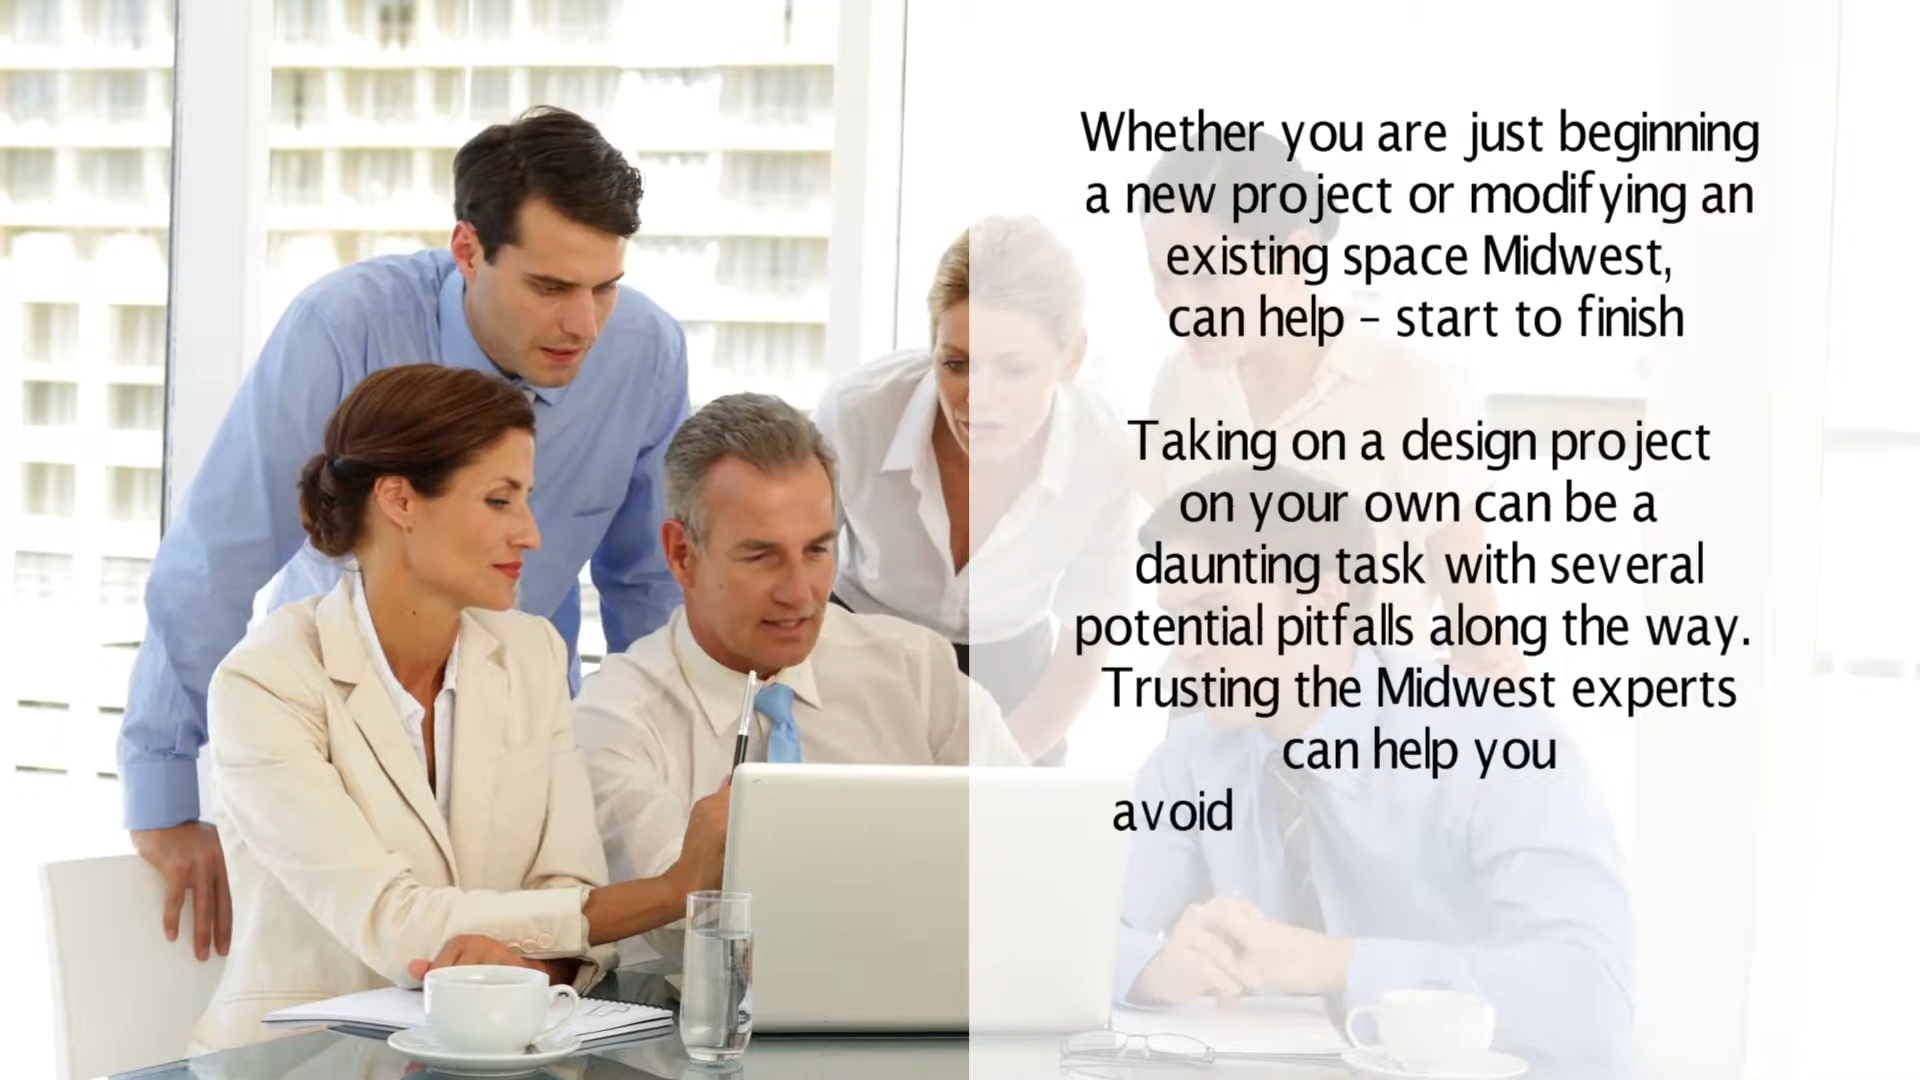 Whether you are just beginning
a new project or modifying an
existing space Midwest,
can help – start to finish
Taking on a design project
on your own can be a
daunting task with several
potential pitfalls along the way.
Trusting the Midwest experts
can help you
avoid